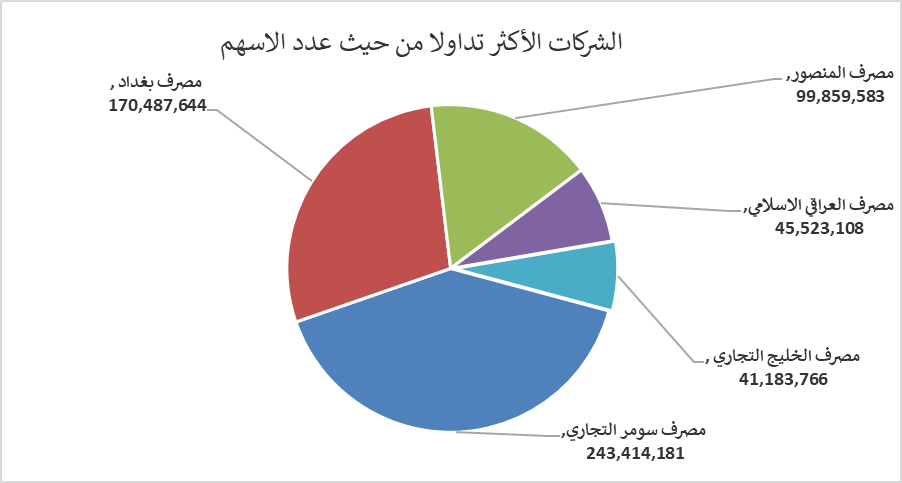 الشركات الأكثر تداولا من حيث عدد الاسهم
مصرف المنصور,
99,859,583
مصرف بغداد ,
170,487,644
مصرف العراقي الاسلامي,
45,523,108
مصرف الخليج التجاري ,
41,183,766
مصرف سومر التجاري,
243,414,181